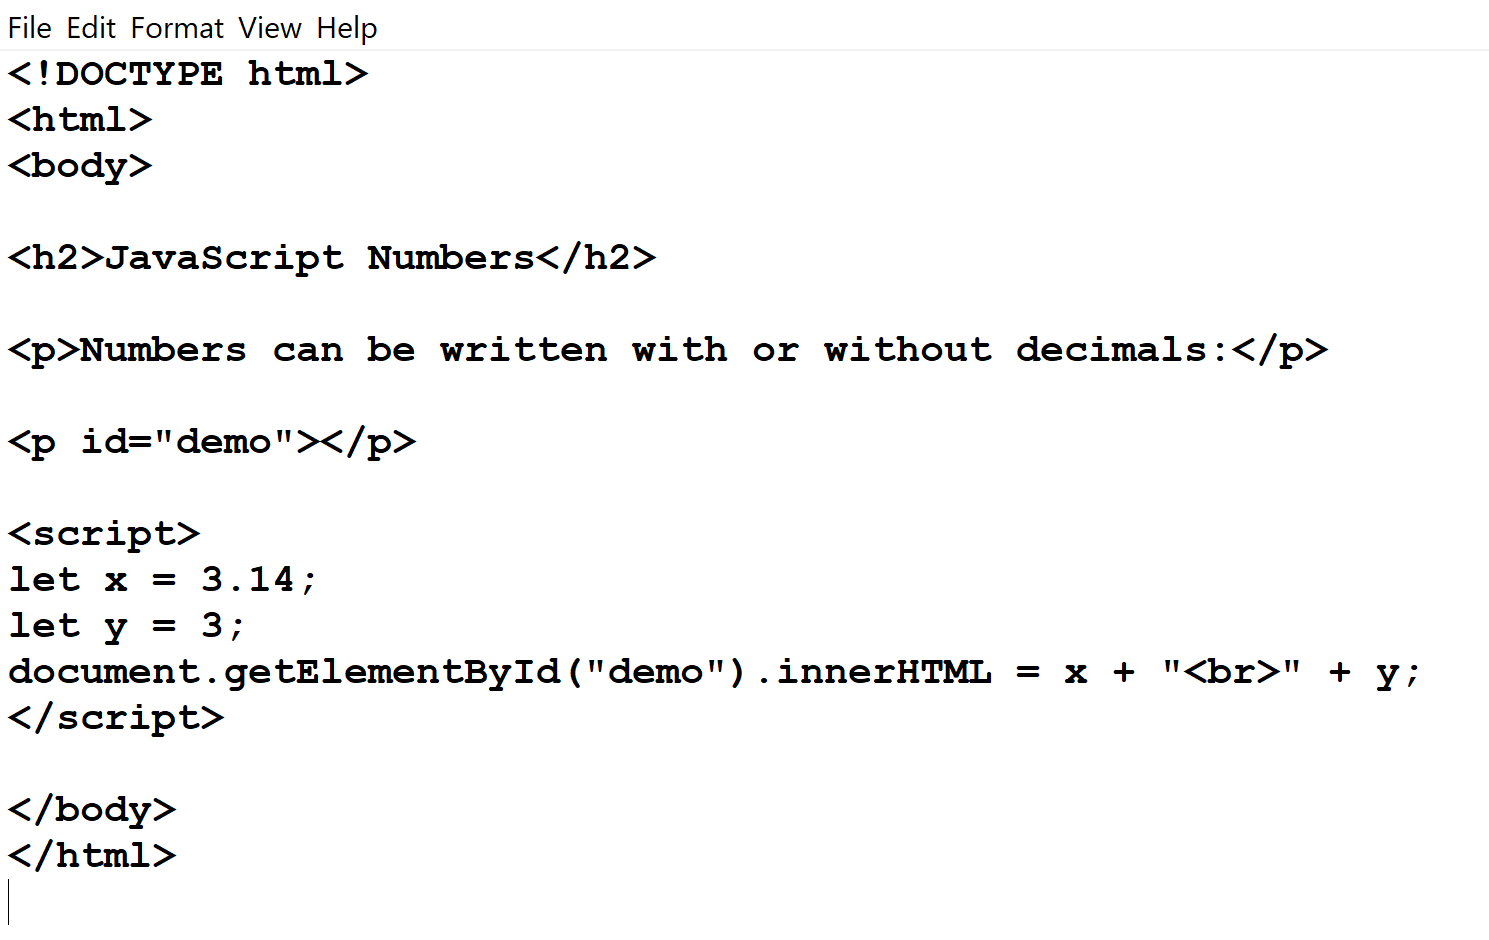 File Edit Format View Help
<!DOCTYPE html>
<html>
<body>
<h2>JavaScript Numbers</h2>
<p>Numbers can be written with or without decimals:</p>
<p id="demo"></p>
<script>
let x = 3.14;
let y = 3;
document.getElementById("demo").innerHTML = x + "<br>" + y;
</script>
</body>
</html>